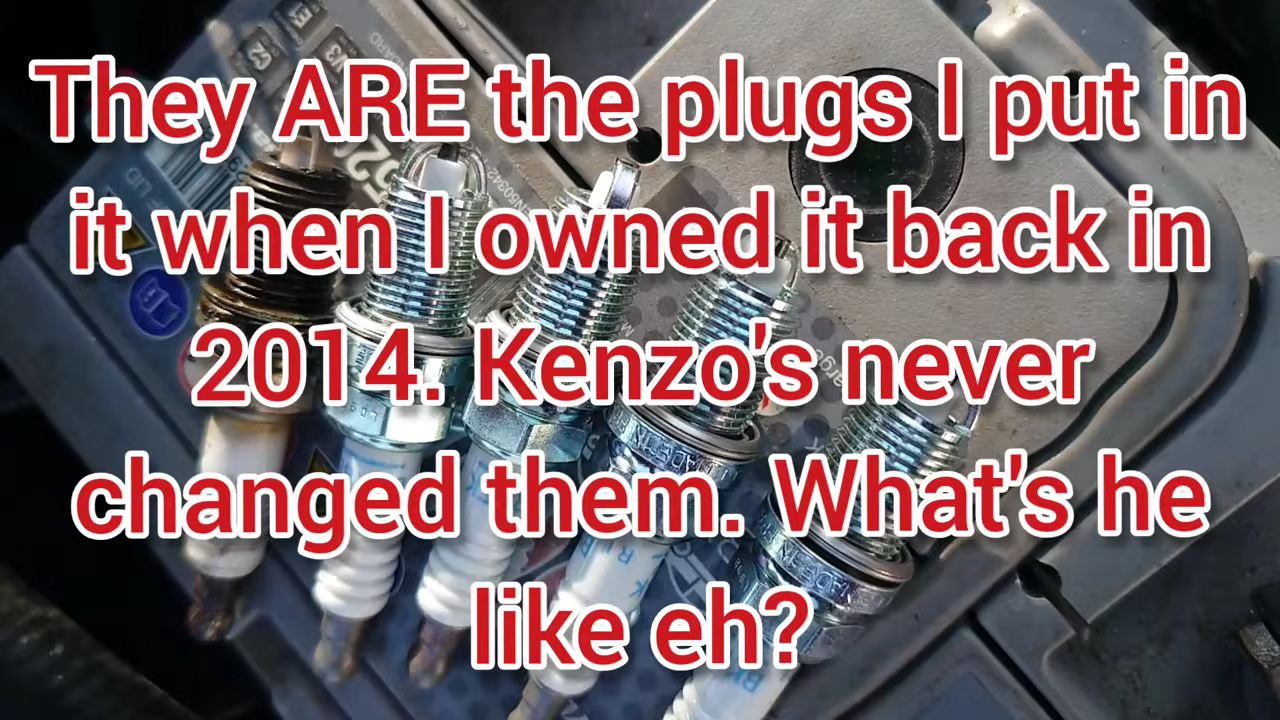 They ARE the plugs I put in
it when I owned it back in
2014. Kenzo's never
changed them. What's he
like eh?